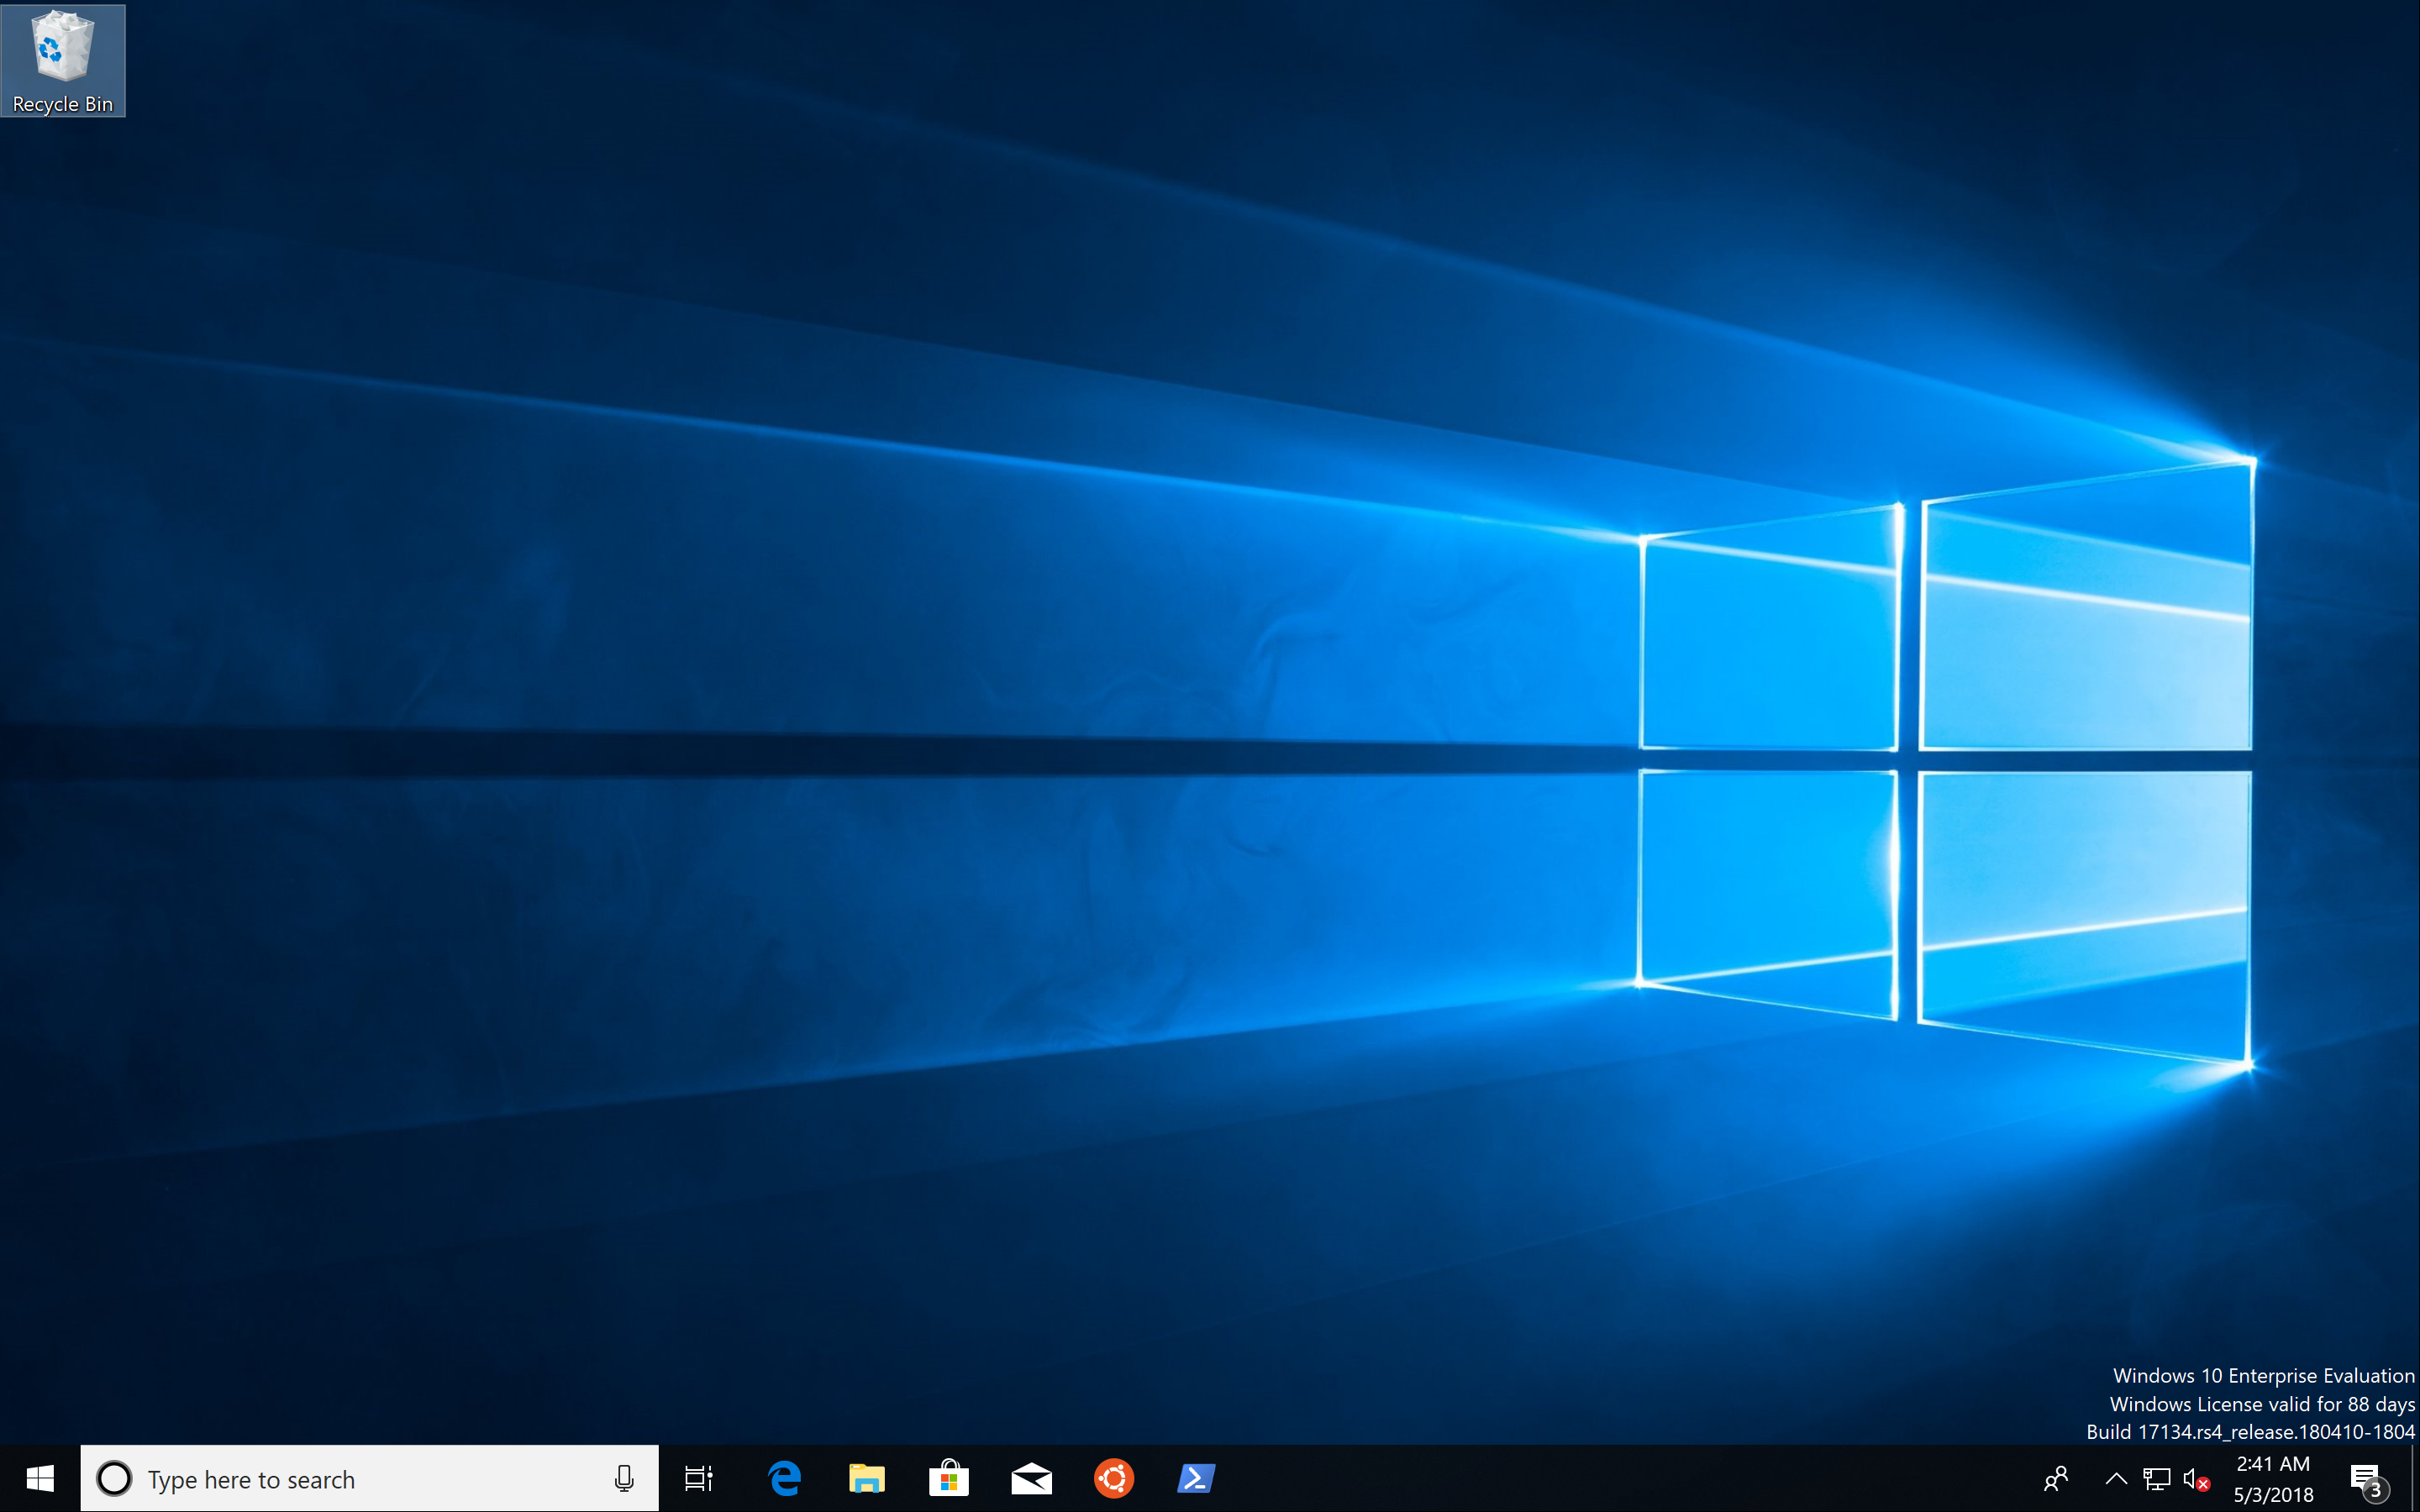 Recycle Bin
Windows 10 Enterprise Evaluation
Windows License valid for 88 days
Build 17134.rs4_release.180410-1804
Type here to search
2:41 AM
5/3/2018
3